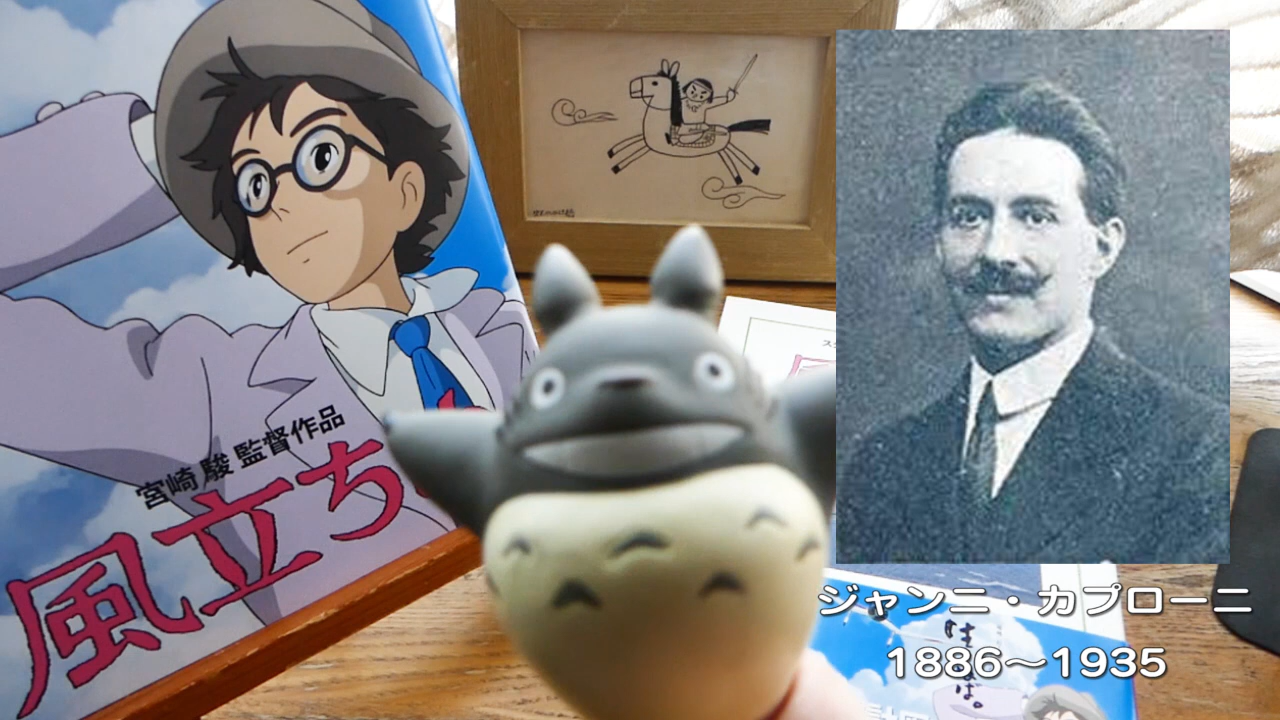 宮崎 駿 監督作品
風立ち
ジャンニ・カプローニ
1886～1935